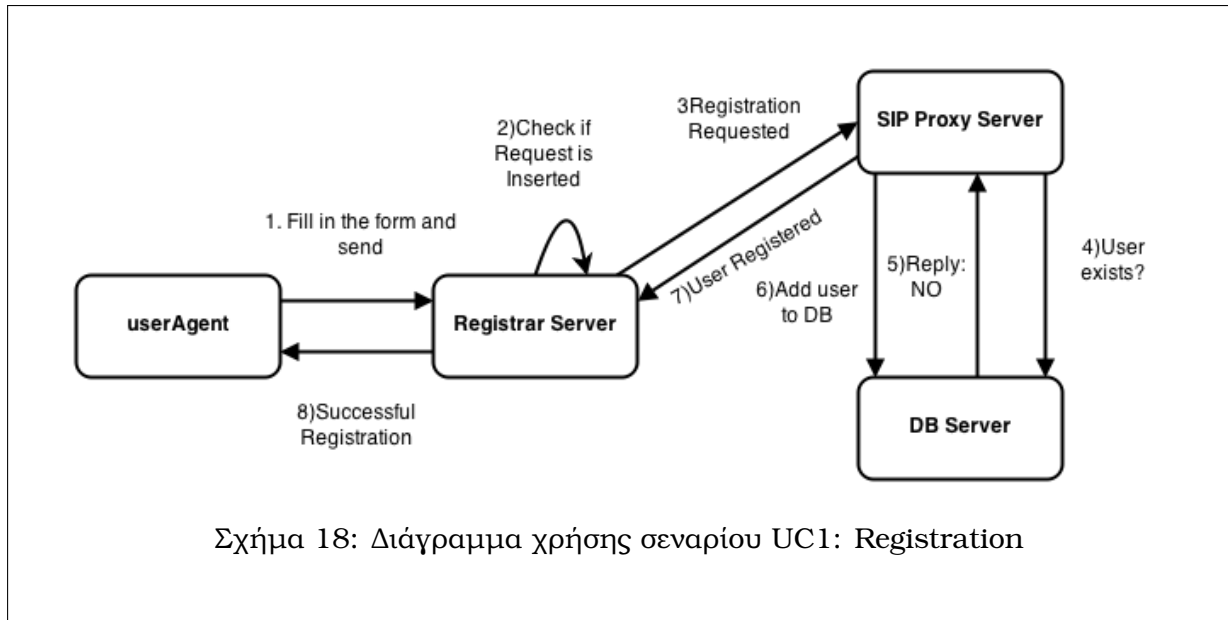 SIP Proxy Server
3Registration
Requested
2)Check if
Request is
Inserted
1. Fill in the form and
send
7)User Registered
6)Add user
to DB
5)Reply:
NO
4)User
exists?
userAgent
Registrar Server
8)Successful
Registration
DB Server
Σχήμα 18: Διάγραμμα χρήσης σεναρίου UC1: Registration